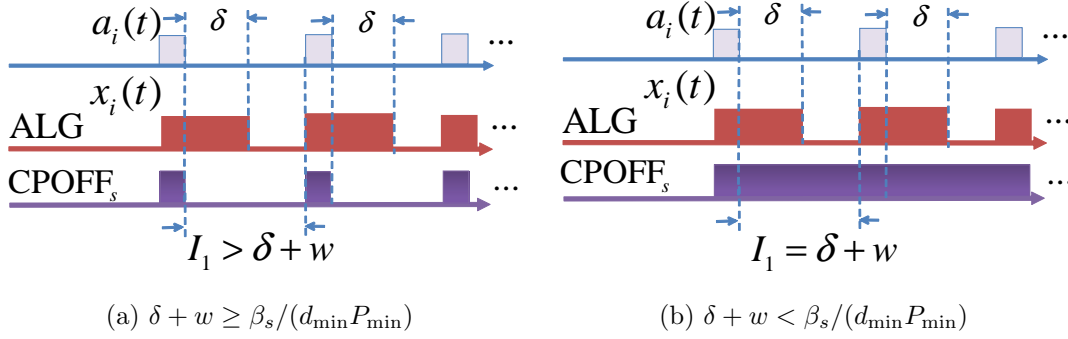 a_i(t) δ δ ...
x_i(t)
ALG ...
CPOFF_s ...
I_1 > δ + w
(a) δ + w ≥ β_s/(d_min P_min)
a_i(t) δ δ ...
x_i(t)
ALG ...
CPOFF_s ...
I_1 = δ + w
(b) δ + w < β_s/(d_min P_min)